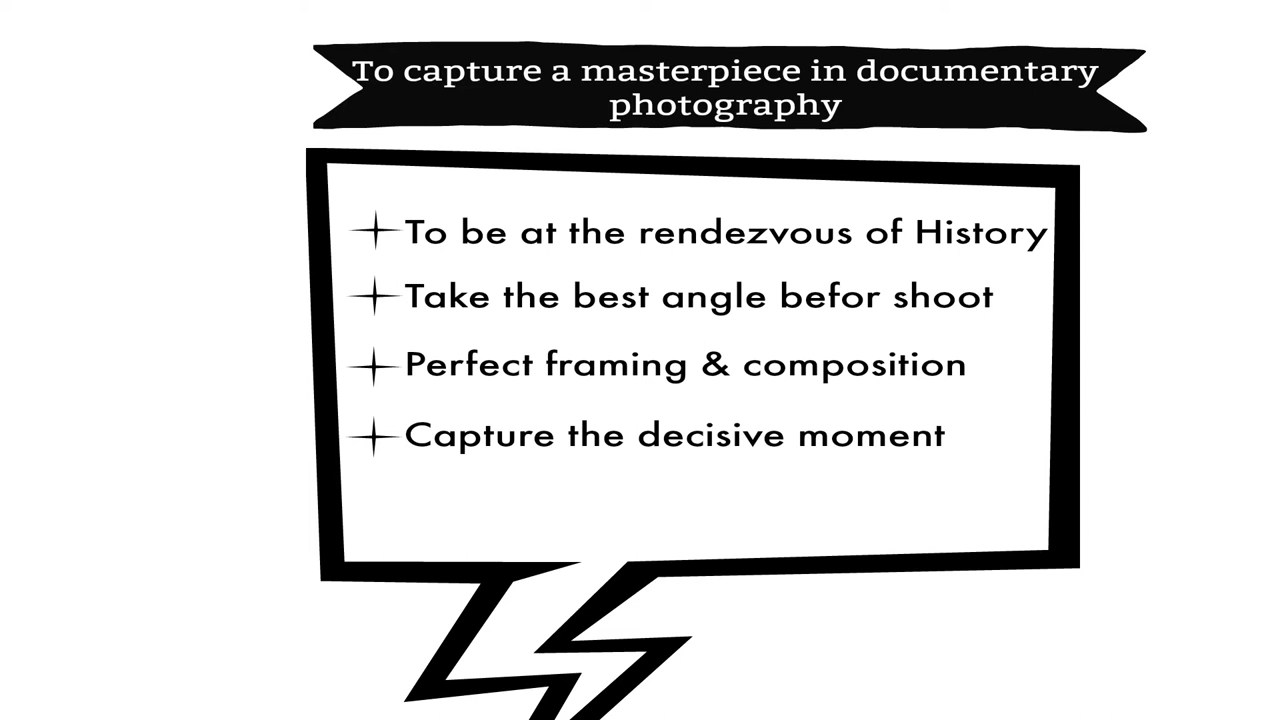 To capture a masterpiece in documentary
photography
To be at the rendezvous of History
Take the best angle befor shoot
Perfect framing & composition
Capture the decisive moment